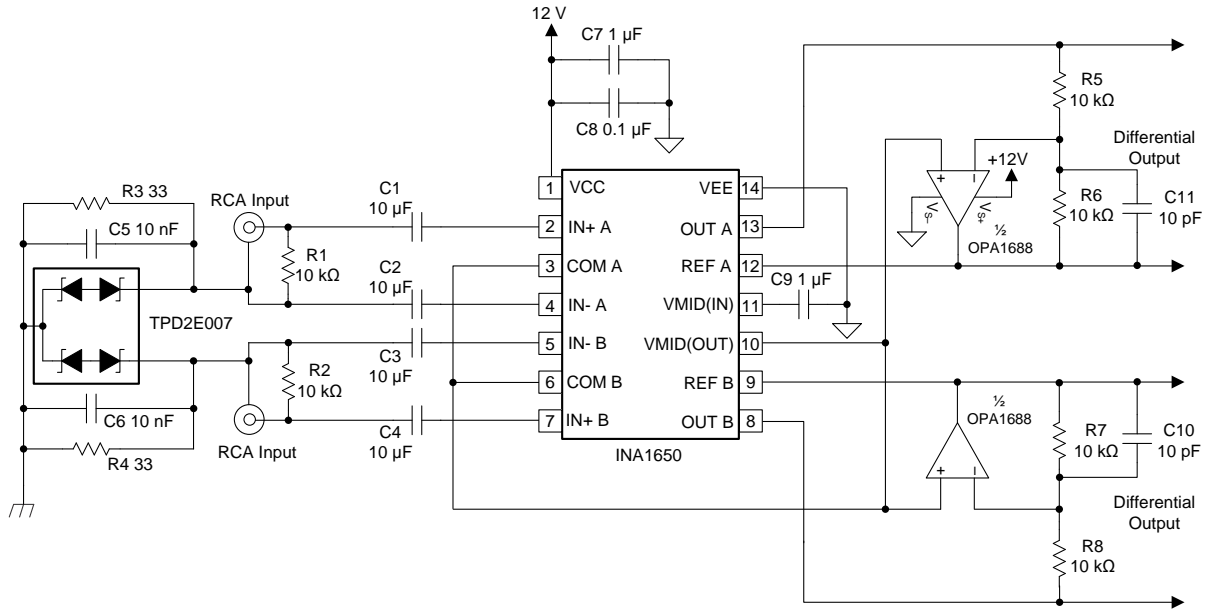 12 V
C7 1 µF
C8 0.1 µF
R3 33
C5 10 nF
TPD2E007
C6 10 nF
R4 33
RCA Input
R1
10 kΩ
R2
10 kΩ
RCA Input
C1
10 µF
C2
10 µF
C3
10 µF
C4
10 µF
1 VCC
2 IN+ A
3 COM A
4 IN- A
5 IN- B
6 COM B
7 IN+ B
VEE 14
OUT A 13
REF A 12
VMID(IN) 11
VMID(OUT) 10
REF B 9
OUT B 8
INA1650
C9 1 µF
R5
10 kΩ
Differential
Output
+12V
+
–
VS-
VS+
½
OPA1688
R6
10 kΩ
C11
10 pF
½
OPA1688
+
–
R7
10 kΩ
C10
10 pF
Differential
Output
R8
10 kΩ